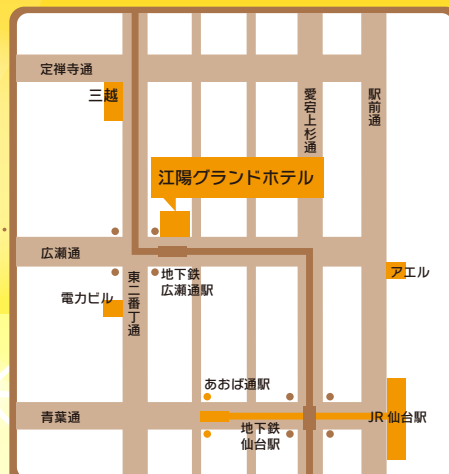 定禅寺通
三越
愛宕上杉通
駅前通
江陽グランドホテル
広瀬通
地下鉄
広瀬通駅
アエル
東二番丁通
電力ビル
あおば通駅
青葉通
地下鉄
仙台駅
JR 仙台駅